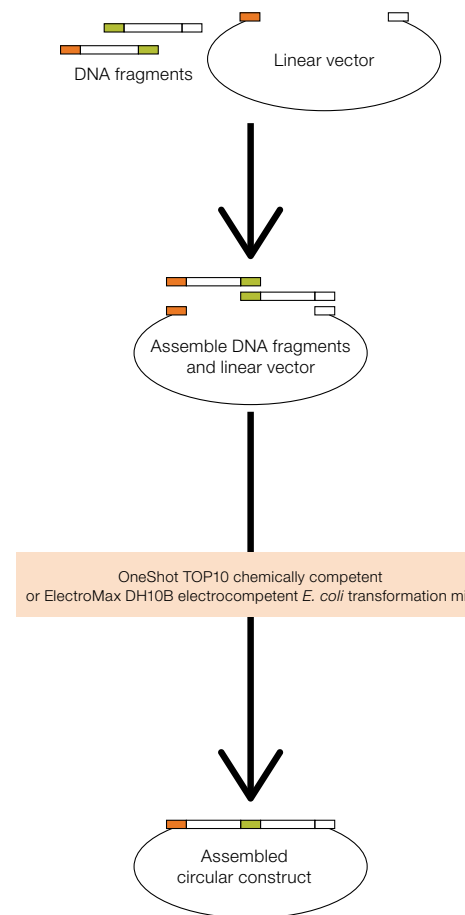 DNA fragments
Linear vector
Assemble DNA fragments
and linear vector
OneShot TOP10 chemically competent
or ElectroMax DH10B electrocompetent E. coli transformation mi
Assembled
circular construct